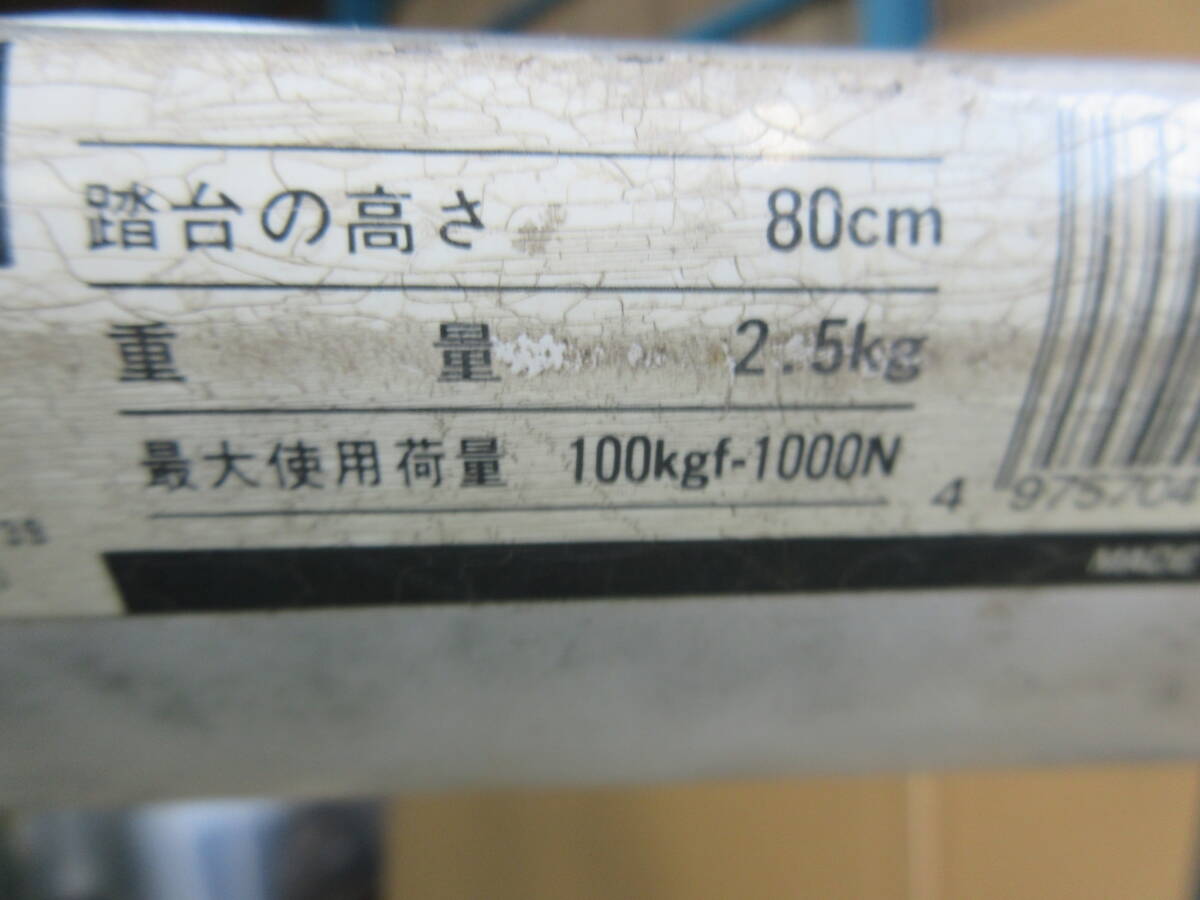 踏台の高さ 80cm
重量 2.5kg
最大使用荷量 100kgf-1000N
4 975704
MADE